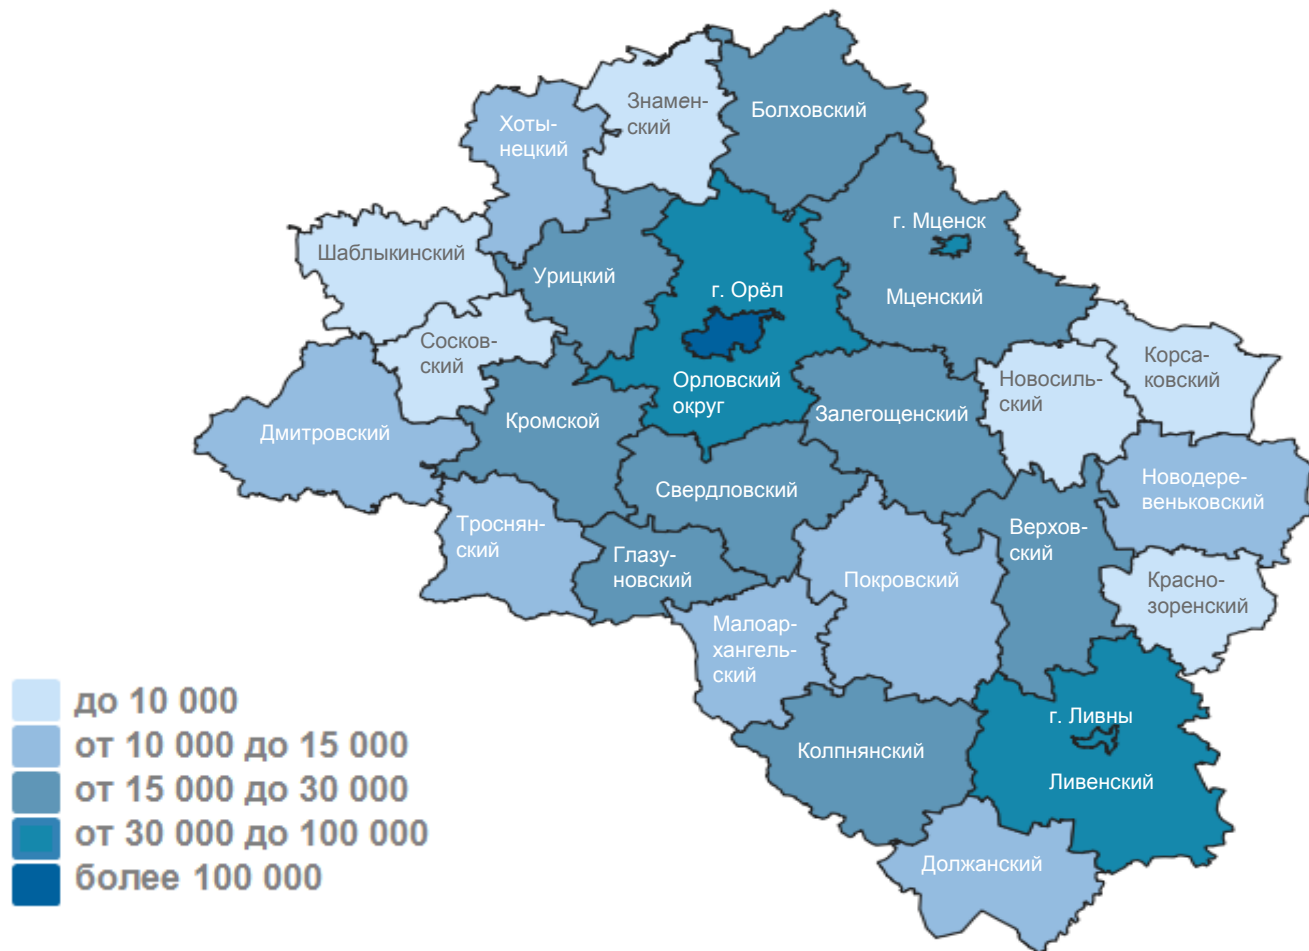 Знамен-
ский
Болховский
Хоты-
нецкий
г. Мценск
Шаблыкинский
Урицкий
г. Орёл
Мценский
Сосков-
ский
Корса-
ковский
Новосиль-
ский
Орловский
округ
Дмитровский
Кромской
Залегощенский
Новодере-
веньковский
Свердловский
Троснян-
ский
Верхов-
ский
Глазу-
новский
Покровский
Красно-
зоренский
Малоар-
хангель-
ский
г. Ливны
Колпнянский
Ливенский
Должанский
до 10 000
от 10 000 до 15 000
от 15 000 до 30 000
от 30 000 до 100 000
более 100 000